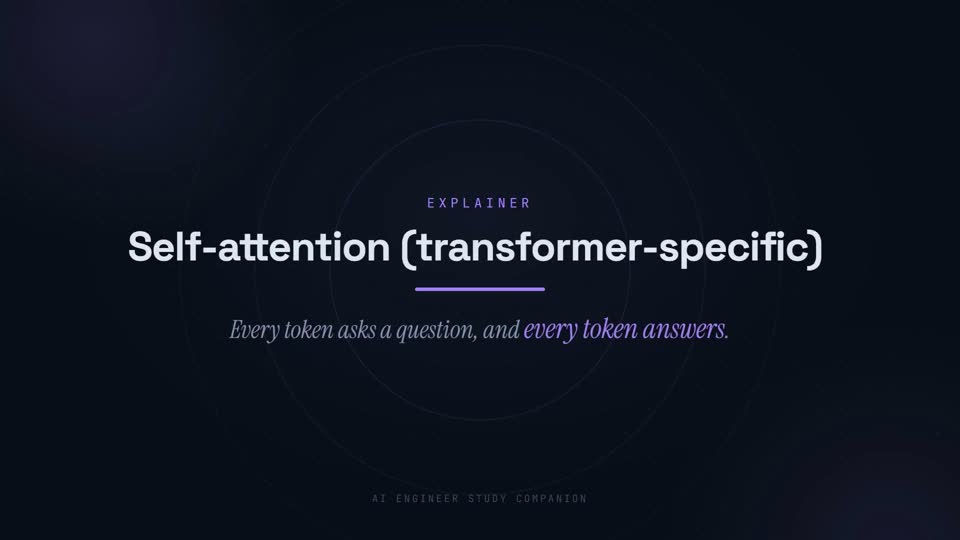 EXPLAINER
Self-attention (transformer-specific)
Every token asks a question, and every token answers.
AI ENGINEER STUDY COMPANION